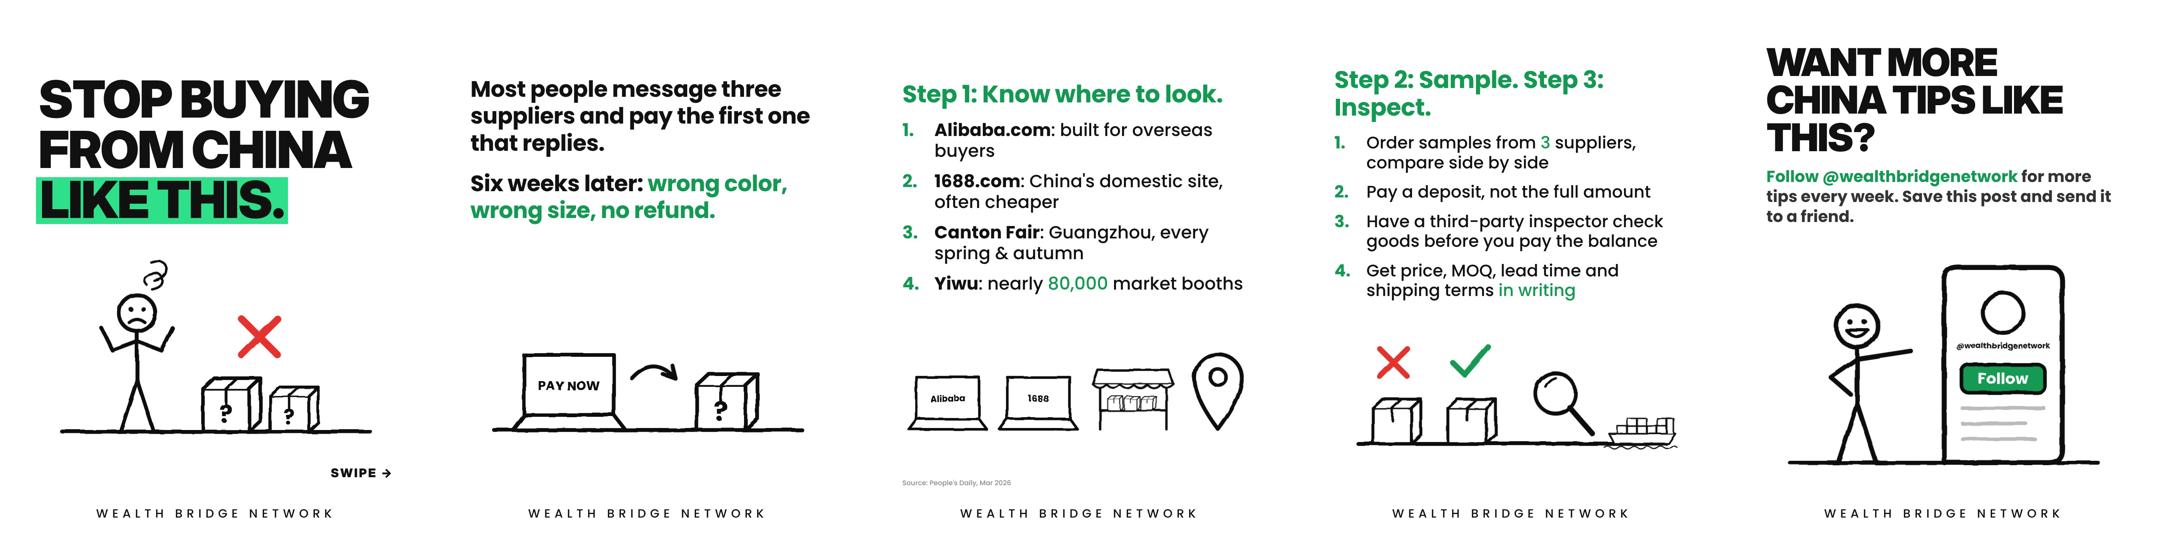 STOP BUYING
FROM CHINA
LIKE THIS.
?
?
SWIPE →
WEALTH BRIDGE NETWORK
Most people message three
suppliers and pay the first one
that replies.
Six weeks later: wrong color,
wrong size, no refund.
PAY NOW
?
WEALTH BRIDGE NETWORK
Step 1: Know where to look.
1. Alibaba.com: built for overseas
buyers
2. 1688.com: China's domestic site,
often cheaper
3. Canton Fair: Guangzhou, every
spring & autumn
4. Yiwu: nearly 80,000 market booths
Alibaba
1688
Source: People's Daily, Mar 2026
WEALTH BRIDGE NETWORK
Step 2: Sample. Step 3:
Inspect.
1. Order samples from 3 suppliers,
compare side by side
2. Pay a deposit, not the full amount
3. Have a third-party inspector check
goods before you pay the balance
4. Get price, MOQ, lead time and
shipping terms in writing
WEALTH BRIDGE NETWORK
WANT MORE
CHINA TIPS LIKE
THIS?
Follow @wealthbridgenetwork for more
tips every week. Save this post and send it
to a friend.
@wealthbridgenetwork
Follow
WEALTH BRIDGE NETWORK